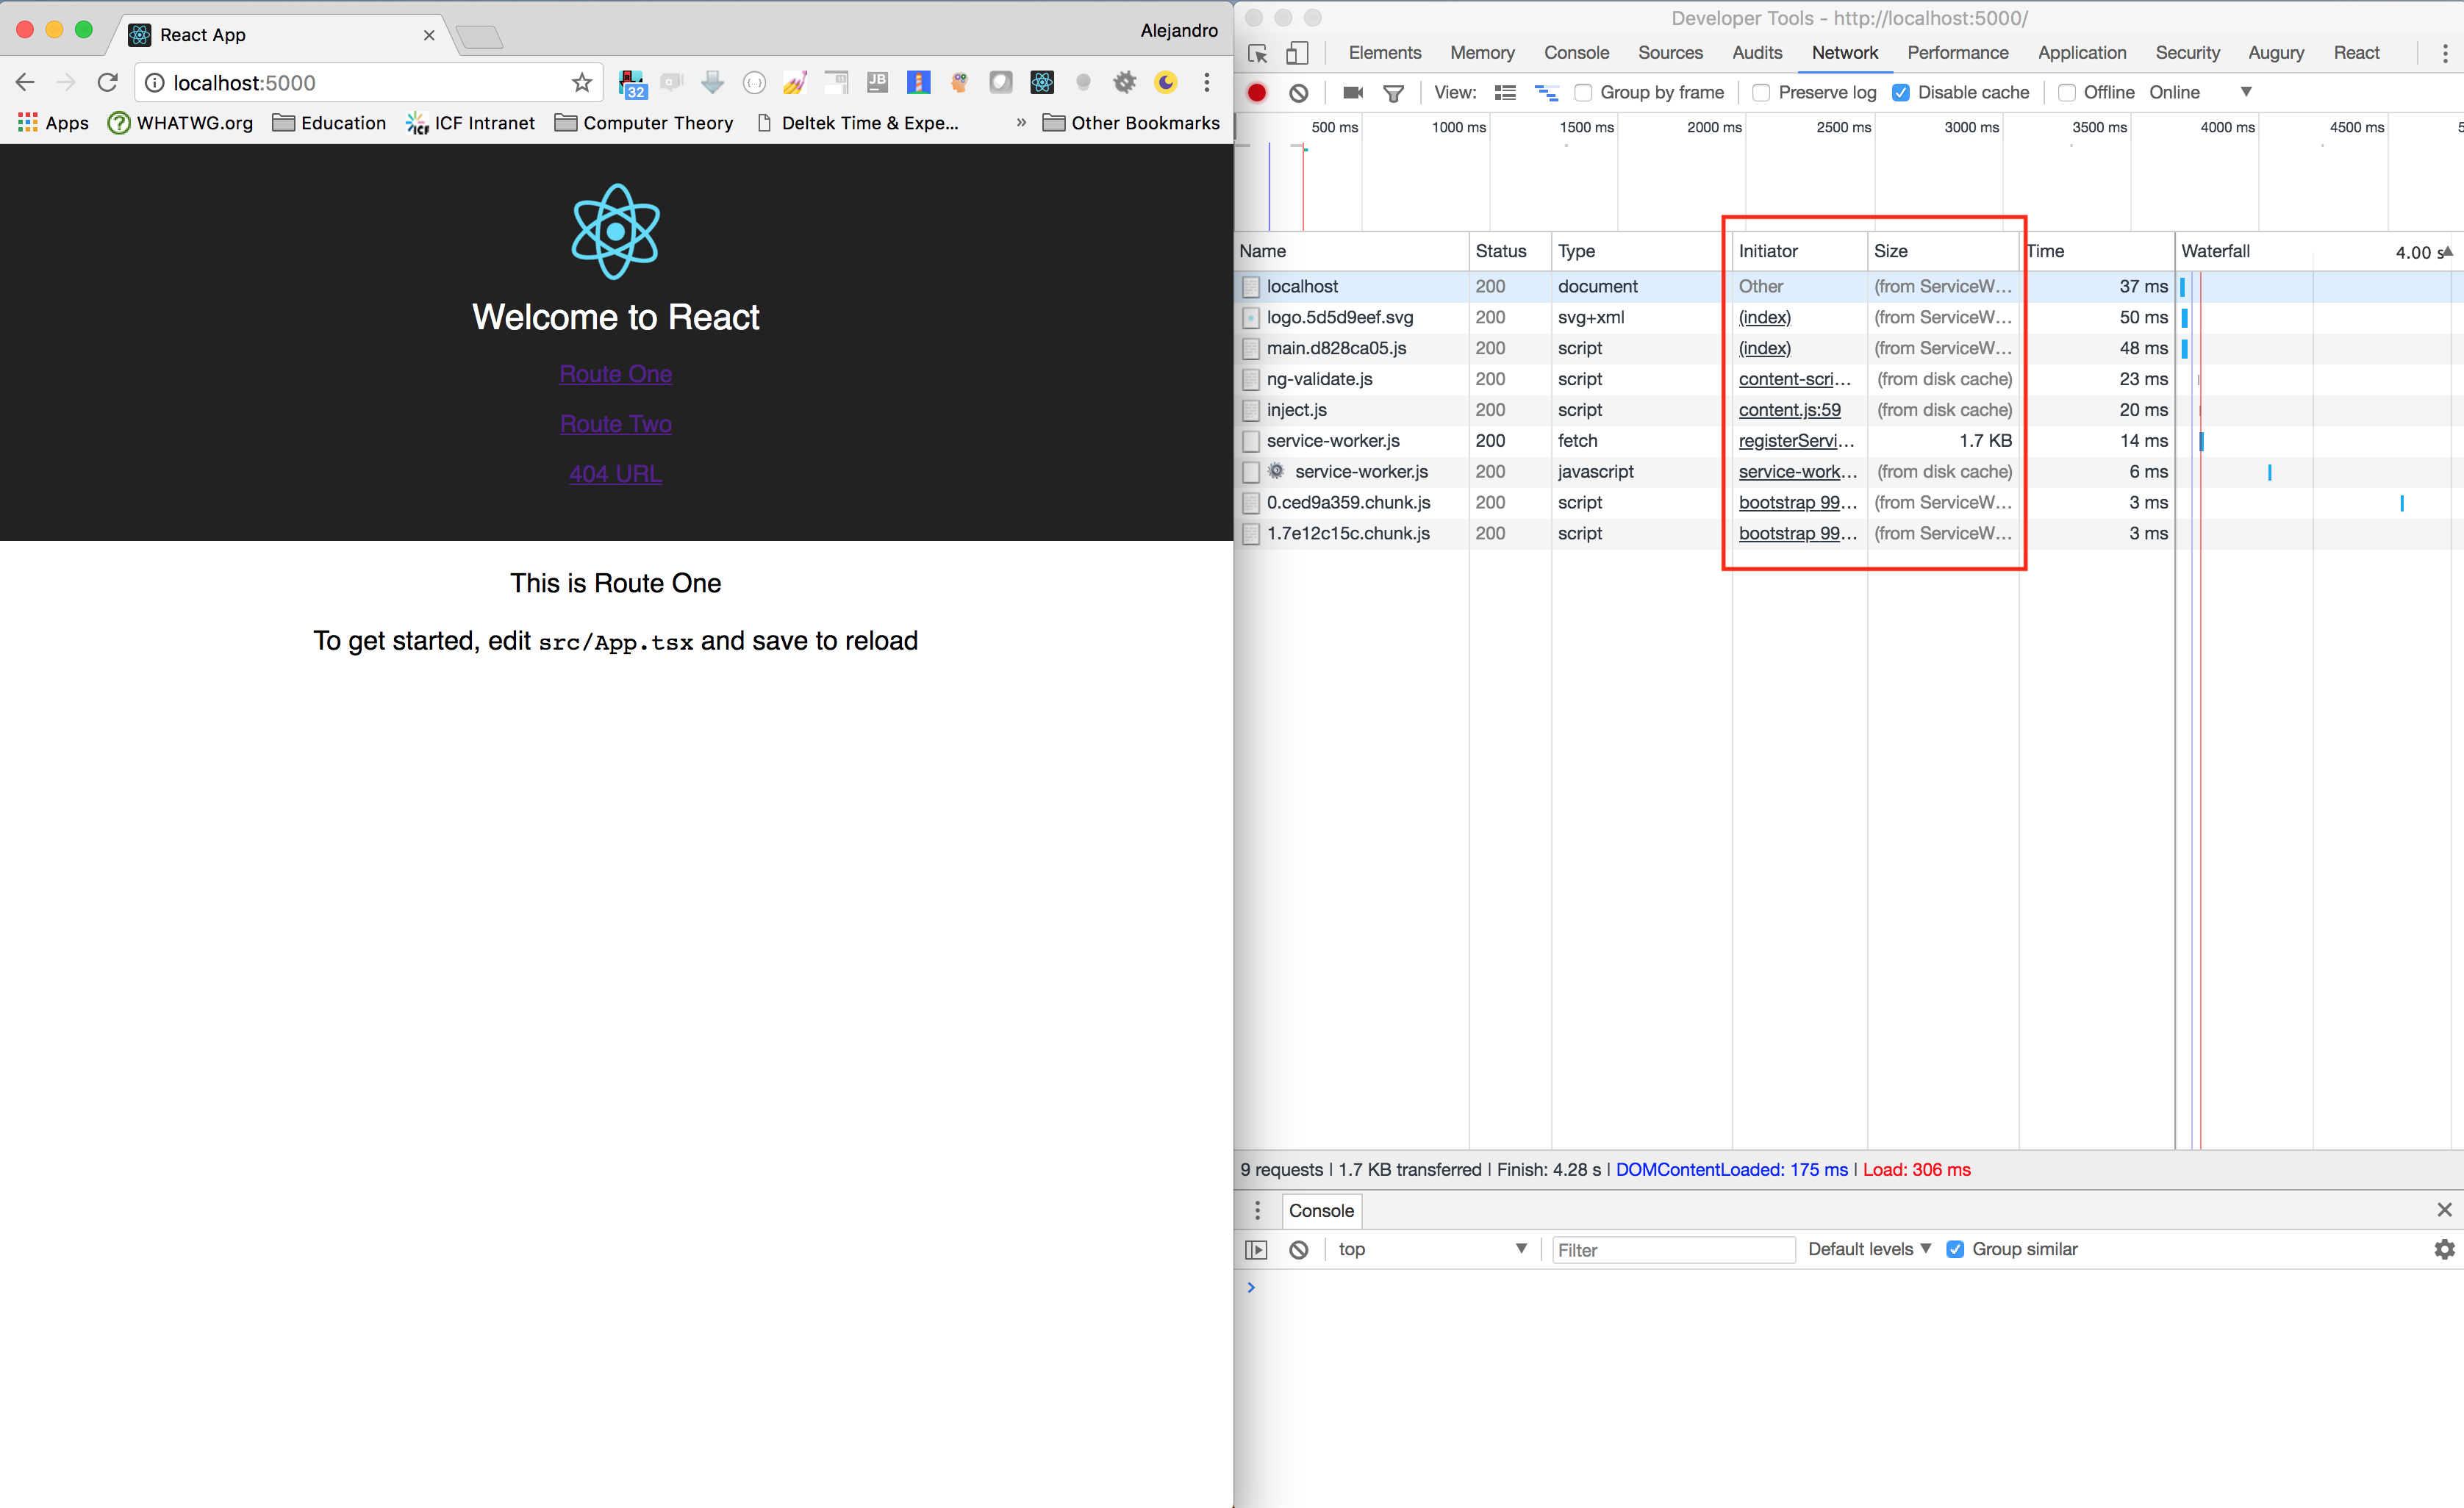 React App
Alejandro
localhost:5000
32
Apps
WHATWG.org
Education
ICF Intranet
Computer Theory
Deltek Time & Expe...
»
Other Bookmarks
Welcome to React
Route One
Route Two
404 URL
This is Route One
To get started, edit src/App.tsx and save to reload
Developer Tools - http://localhost:5000/
Elements Memory Console Sources Audits Network Performance Application Security Augury React
View: Group by frame Preserve log Disable cache Offline Online
500 ms 1000 ms 1500 ms 2000 ms 2500 ms 3000 ms 3500 ms 4000 ms 4500 ms 5
Name Status Type Initiator Size Time Waterfall 4.00 s
localhost 200 document Other (from ServiceW... 37 ms
logo.5d5d9eef.svg 200 svg+xml (index) (from ServiceW... 50 ms
main.d828ca05.js 200 script (index) (from ServiceW... 48 ms
ng-validate.js 200 script content-scri... (from disk cache) 23 ms
inject.js 200 script content.js:59 (from disk cache) 20 ms
service-worker.js 200 fetch registerServi... 1.7 KB 14 ms
service-worker.js 200 javascript service-work... (from disk cache) 6 ms
0.ced9a359.chunk.js 200 script bootstrap 99... (from ServiceW... 3 ms
1.7e12c15c.chunk.js 200 script bootstrap 99... (from ServiceW... 3 ms
9 requests | 1.7 KB transferred | Finish: 4.28 s | DOMContentLoaded: 175 ms | Load: 306 ms
Console
top Filter Default levels Group similar